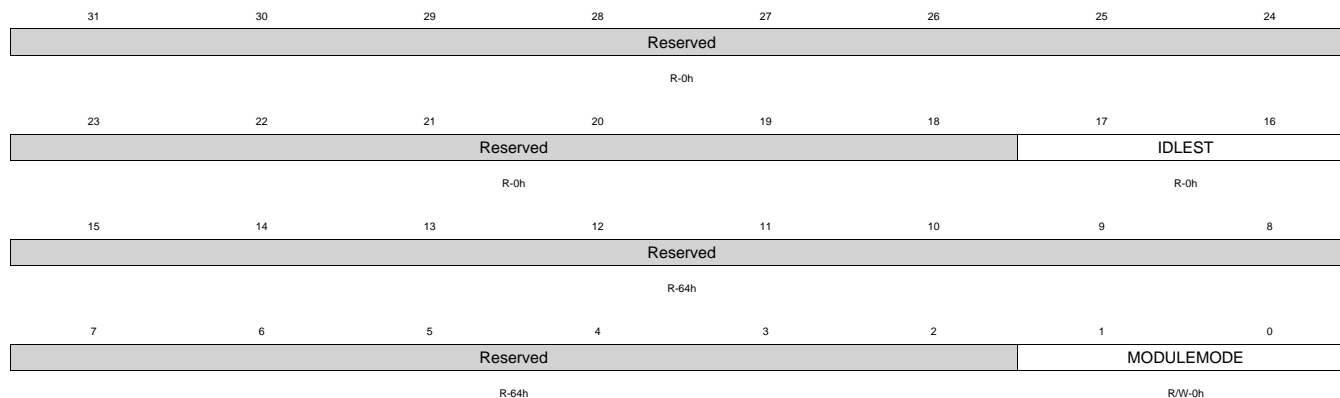 31 30 29 28 27 26 25 24
Reserved
R-0h
23 22 21 20 19 18 17 16
Reserved IDLEST
R-0h R-0h
15 14 13 12 11 10 9 8
Reserved
R-64h
7 6 5 4 3 2 1 0
Reserved MODULEMODE
R-64h R/W-0h